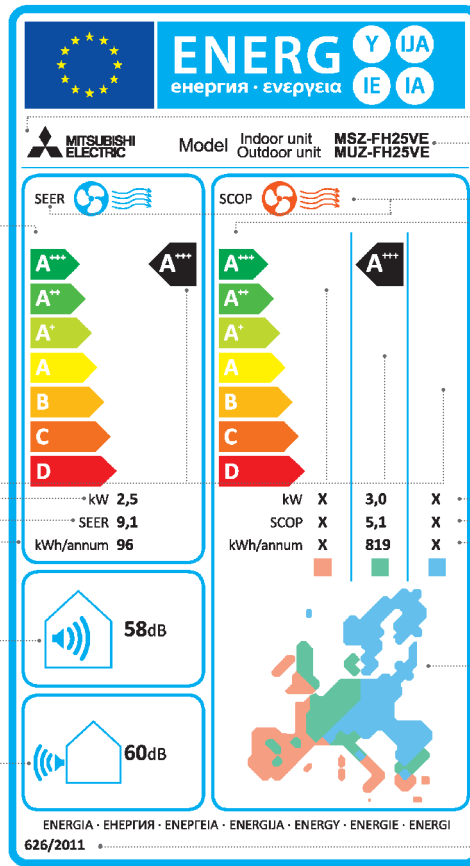 ENERG Y IJA
енергия · ενεργεια IE IA
MITSUBISHI
ELECTRIC
Model Indoor unit MSZ-FH25VE
Outdoor unit MUZ-FH25VE
SEER
A+++ A+++
A++
A+
A
B
C
D
kW 2,5
SEER 9,1
kWh/annum 96
SCOP
A+++ A+++
A++
A+
A
B
C
D
kW X 3,0 X
SCOP X 5,1 X
kWh/annum X 819 X
58dB
60dB
ENERGIA · ЕНЕРГИЯ · ΕΝΕΡΓΕΙΑ · ENERGIJA · ENERGY · ENERGIE · ENERGI
626/2011